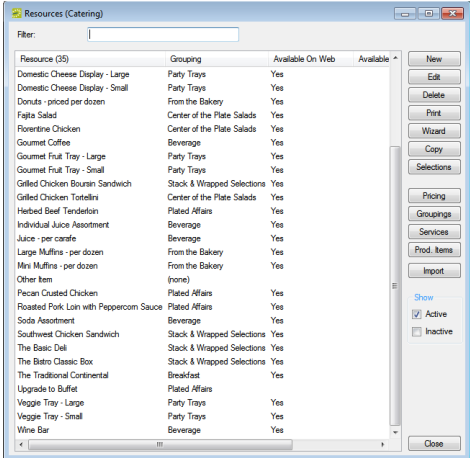 Resources (Catering)
Filter:
Resource (35) Grouping Available On Web Available
Domestic Cheese Display - Large Party Trays Yes
Domestic Cheese Display - Small Party Trays Yes
Donuts - priced per dozen From the Bakery Yes
Fajita Salad Center of the Plate Salads Yes
Florentine Chicken Center of the Plate Salads Yes
Gourmet Coffee Beverage Yes
Gourmet Fruit Tray - Large Party Trays Yes
Gourmet Fruit Tray - Small Party Trays Yes
Grilled Chicken Boursin Sandwich Stack & Wrapped Selections Yes
Grilled Chicken Tortellini Center of the Plate Salads Yes
Herbed Beef Tenderloin Plated Affairs Yes
Individual Juice Assortment Beverage Yes
Juice - per carafe Beverage Yes
Large Muffins - per dozen From the Bakery Yes
Mini Muffins - per dozen From the Bakery Yes
Other Item (none)
Pecan Crusted Chicken Plated Affairs Yes
Roasted Pork Loin with Peppercorn Sauce Plated Affairs Yes
Soda Assortment Beverage Yes
Southwest Chicken Sandwich Stack & Wrapped Selections Yes
The Basic Deli Stack & Wrapped Selections Yes
The Bistro Classic Box Stack & Wrapped Selections Yes
The Traditional Continental Breakfast Yes
Upgrade to Buffet Plated Affairs
Veggie Tray - Large Party Trays Yes
Veggie Tray - Small Party Trays Yes
Wine Bar Beverage Yes
New
Edit
Delete
Print
Wizard
Copy
Selections
Pricing
Groupings
Services
Prod. Items
Import
Show
Active
Inactive
Close